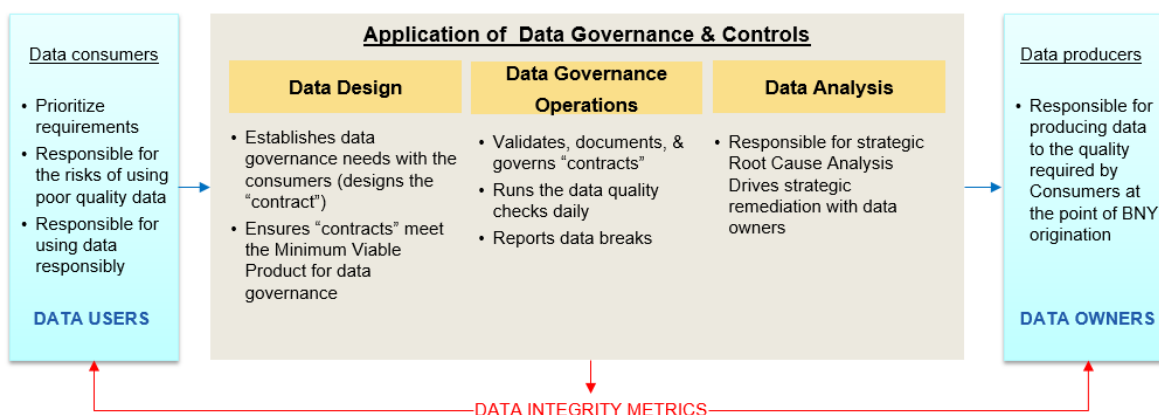 Data consumers
• Prioritize
requirements
• Responsible for
the risks of using
poor quality data
• Responsible for
using data
responsibly
DATA USERS
Application of Data Governance & Controls
Data Design
• Establishes data
governance needs with the
consumers (designs the
“contract”)
• Ensures “contracts” meet
the Minimum Viable
Product for data
governance
Data Governance
Operations
• Validates, documents, &
governs “contracts”
• Runs the data quality
checks daily
• Reports data breaks
Data Analysis
• Responsible for strategic
Root Cause Analysis
Drives strategic
remediation with data
owners
Data producers
• Responsible for
producing data
to the quality
required by
Consumers at
the point of BNY
origination
DATA OWNERS
DATA INTEGRITY METRICS